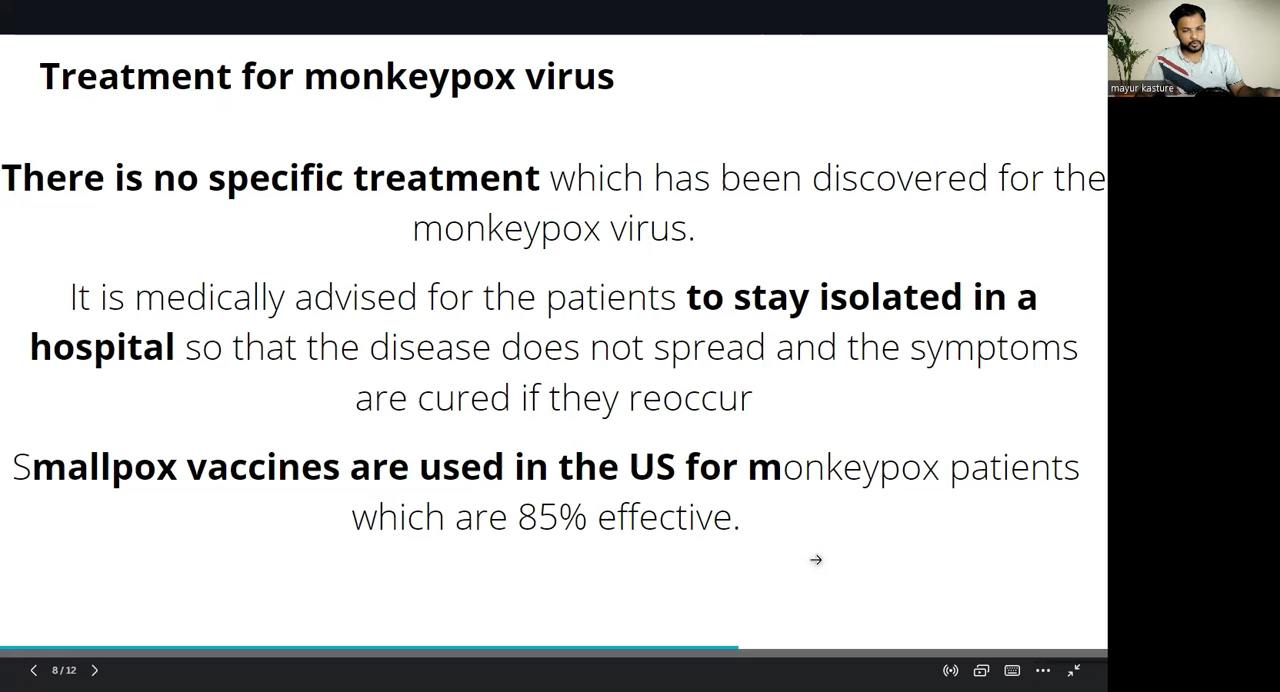 Treatment for monkeypox virus
mayur kasture
There is no specific treatment which has been discovered for the
monkeypox virus.
It is medically advised for the patients to stay isolated in a
hospital so that the disease does not spread and the symptoms
are cured if they reoccur
Smallpox vaccines are used in the US for monkeypox patients
which are 85% effective.
8 / 12